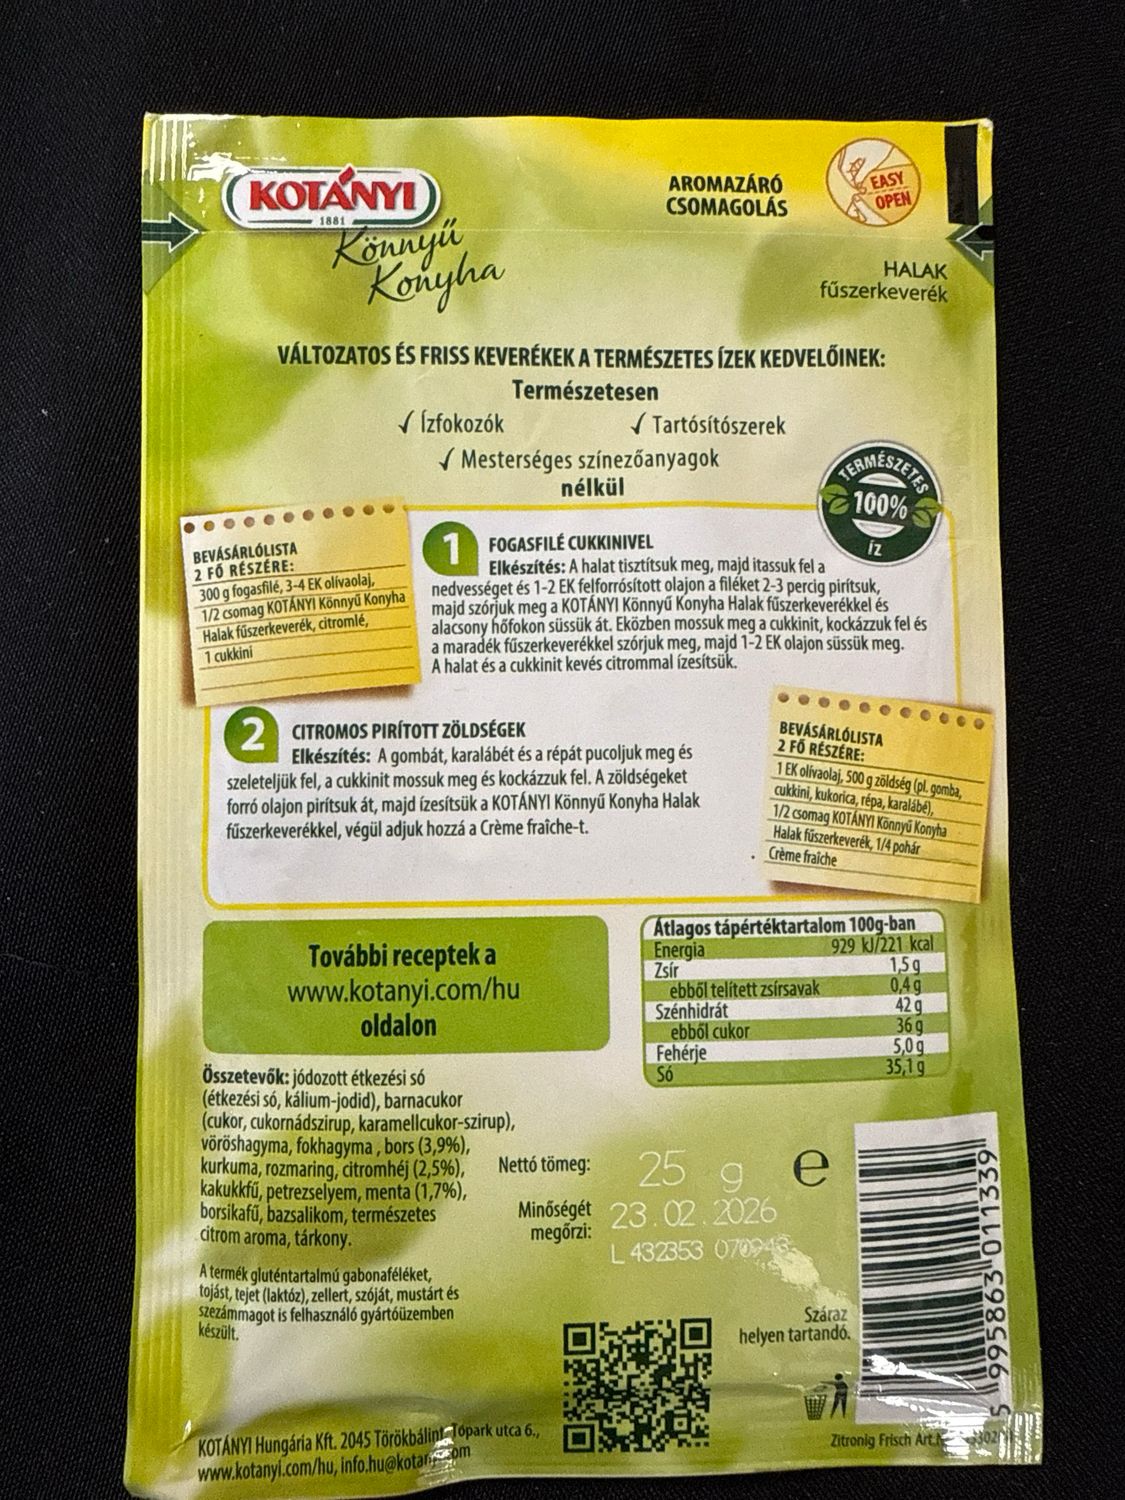 KOTÁNYI
1881
Könnyű
Konyha
AROMAZÁRÓ
CSOMAGOLÁS
EASY
OPEN
HALAK
fűszerkeverék
VÁLTOZATOS ÉS FRISS KEVERÉKEK A TERMÉSZETES ÍZEK KEDVELŐINEK:
Természetesen
✓ Ízfokozók ✓ Tartósítószerek
✓ Mesterséges színezőanyagok
nélkül
TERMÉSZETES
100%
ÍZ
BEVÁSÁRLÓLISTA
2 FŐ RÉSZÉRE:
300 g fogasfilé, 3-4 EK olívaolaj,
1/2 csomag KOTÁNYI Könnyű Konyha
Halak fűszerkeverék, citromlé,
1 cukkini
1 FOGASFILÉ CUKKINIVEL
Elkészítés: A halat tisztítsuk meg, majd itassuk fel a
nedvességet és 1-2 EK felforrósított olajon a filéket 2-3 percig pirítsuk,
majd szórjuk meg a KOTÁNYI Könnyű Konyha Halak fűszerkeverékkel és
alacsony hőfokon süssük át. Eközben mossuk meg a cukkinit, kockázzuk fel és
a maradék fűszerkeverékkel szórjuk meg, majd 1-2 EK olajon süssük meg.
A halat és a cukkinit kevés citrommal ízesítsük.
2 CITROMOS PIRÍTOTT ZÖLDSÉGEK
Elkészítés: A gombát, karalábét és a répát pucoljuk meg és
szeleteljük fel, a cukkinit mossuk meg és kockázzuk fel. A zöldségeket
forró olajon pirítsuk át, majd ízesítsük a KOTÁNYI Könnyű Konyha Halak
fűszerkeverékkel, végül adjuk hozzá a Crème fraîche-t.
BEVÁSÁRLÓLISTA
2 FŐ RÉSZÉRE:
1 EK olívaolaj, 500 g zöldség (pl. gomba,
cukkini, kukorica, répa, karalábé),
1/2 csomag KOTÁNYI Könnyű Konyha
Halak fűszerkeverék, 1/4 pohár
Crème fraîche
További receptek a
www.kotanyi.com/hu
oldalon
Átlagos tápértéktartalom 100g-ban
Energia 929 kJ/221 kcal
Zsír 1,5 g
ebből telített zsírsavak 0,4 g
Szénhidrát 42 g
ebből cukor 36 g
Fehérje 5,0 g
Só 35,1 g
Összetevők: jódozott étkezési só
(étkezési só, kálium-jodid), barnacukor
(cukor, cukornádszirup, karamellcukor-szirup),
vöröshagyma, fokhagyma , bors (3,9%),
kurkuma, rozmaring, citromhéj (2,5%),
kakukkfű, petrezselyem, menta (1,7%),
borsikafű, bazsalikom, természetes
citrom aroma, tárkony.
A termék gluténtartalmú gabonaféléket,
tojást, tejet (laktóz), zellert, szóját, mustárt és
szezámmagot is felhasználó gyártóüzemben
készült.
Nettó tömeg: 25 g e
Minőségét
megőrzi:
23.02.2026
L 432353
Száraz
helyen tartandó.
5 995863 011339
KOTÁNYI Hungária Kft. 2045 Törökbálint, Tópark utca 6.,
www.kotanyi.com/hu,
Zitronig Frisch